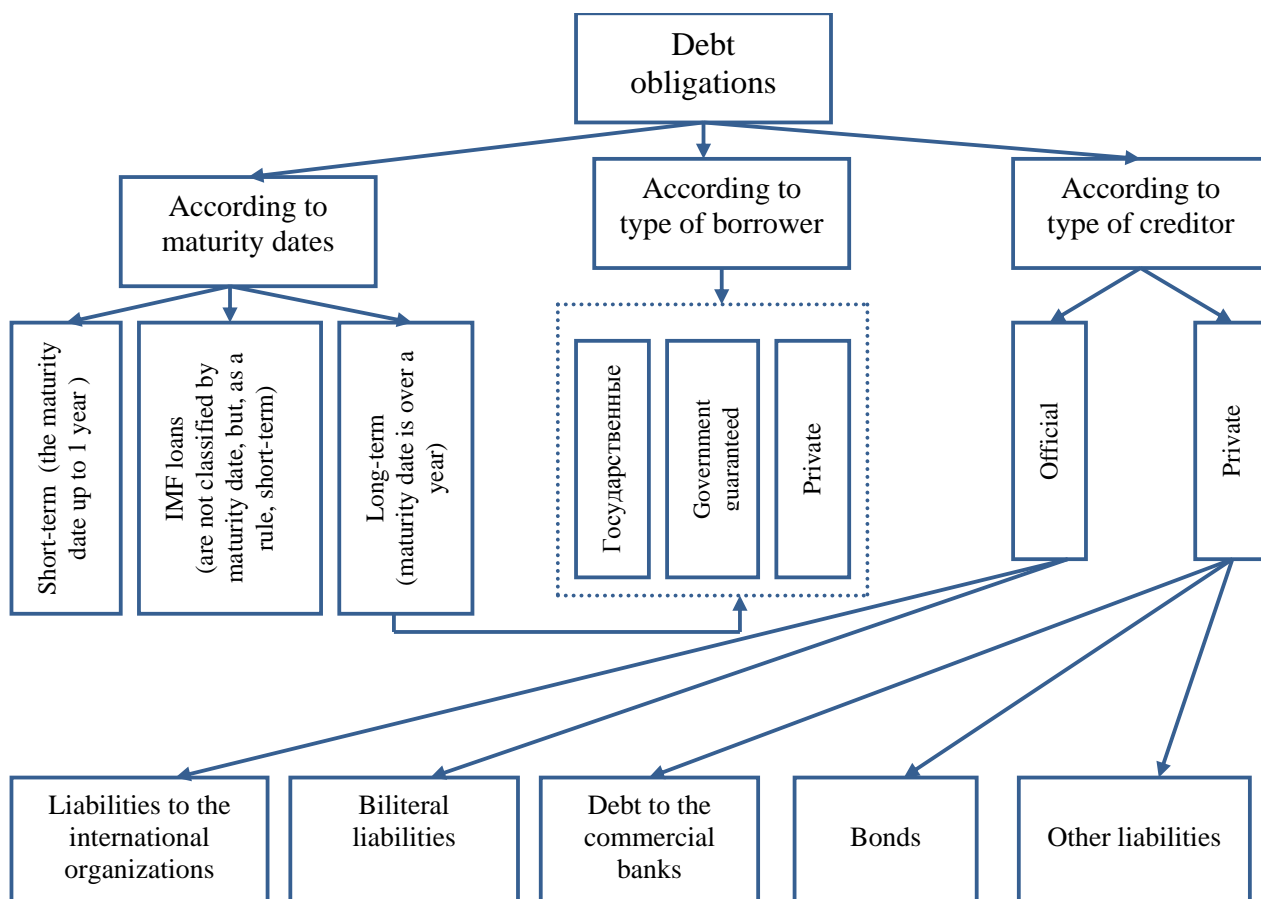 Debt
obligations
According to
maturity dates
According to
type of borrower
According to
type of creditor
Short-term (the maturity
date up to 1 year )
IMF loans
(are not classified by
maturity date, but, as a
rule, short-term)
Long-term
(maturity date is over a
year)
Государственные
Government
guaranteed
Private
Official
Private
Liabilities to the
international
organizations
Biliteral
liabilities
Debt to the
commercial
banks
Bonds
Other liabilities